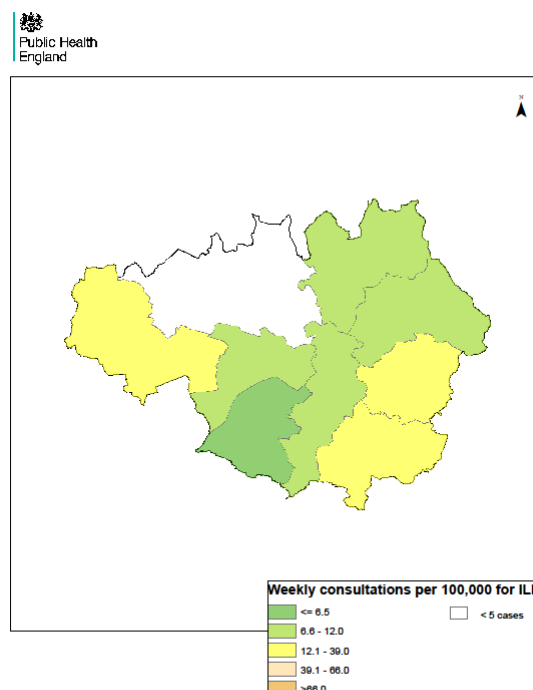 Public Health
England
N
Weekly consultations per 100,000 for ILI
<= 6.5
< 5 cases
6.6 - 12.0
12.1 - 39.0
39.1 - 66.0
>66.0